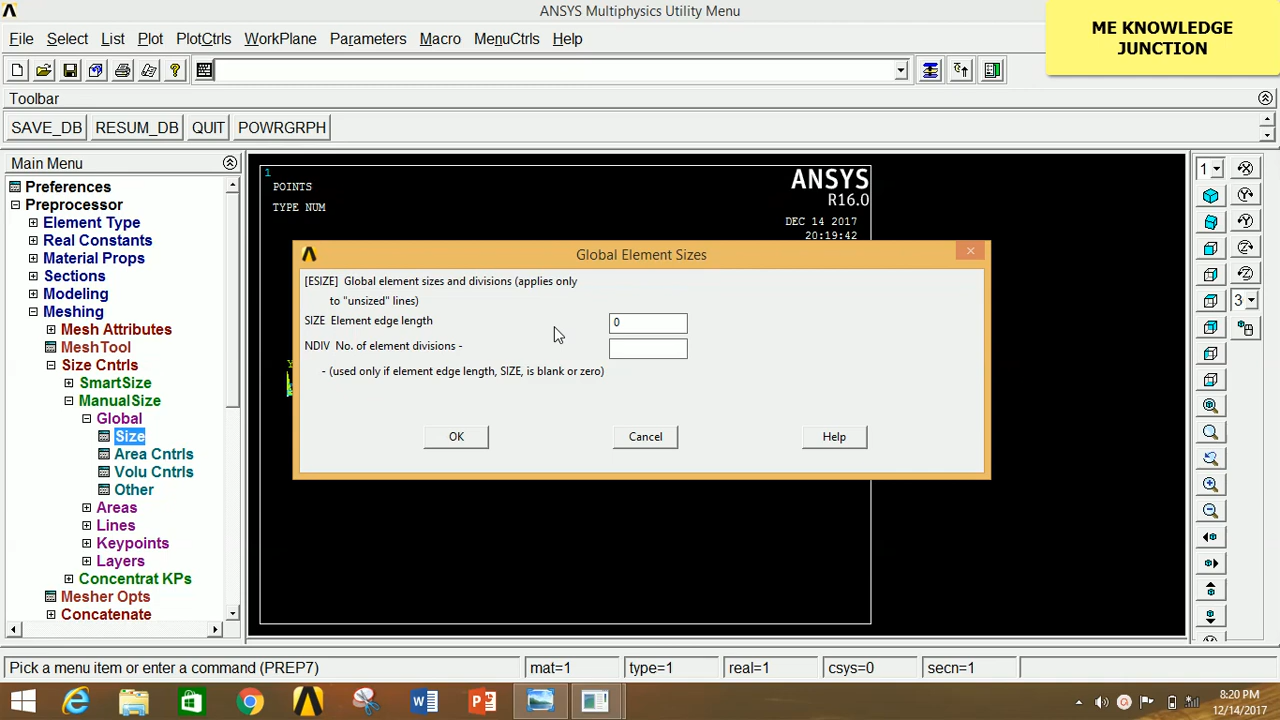 ANSYS Multiphysics Utility Menu
ME KNOWLEDGE
JUNCTION
File Select List Plot PlotCtrls WorkPlane Parameters Macro MenuCtrls Help
Toolbar
SAVE_DB RESUM_DB QUIT POWRGRPH
Main Menu
Preferences
Preprocessor
Element Type
Real Constants
Material Props
Sections
Modeling
Meshing
Mesh Attributes
MeshTool
Size Cntrls
SmartSize
ManualSize
Global
Size
Area Cntrls
Volu Cntrls
Other
Areas
Lines
Keypoints
Layers
Concentrat KPs
Mesher Opts
Concatenate
1
POINTS
TYPE NUM
ANSYS
R16.0
DEC 14 2017
20:19:42
Y
Global Element Sizes
[ESIZE] Global element sizes and divisions (applies only
to "unsized" lines)
SIZE Element edge length 0
NDIV No. of element divisions -
- (used only if element edge length, SIZE, is blank or zero)
OK Cancel Help
1
3
Pick a menu item or enter a command (PREP7) mat=1 type=1 real=1 csys=0 secn=1
8:20 PM
12/14/2017